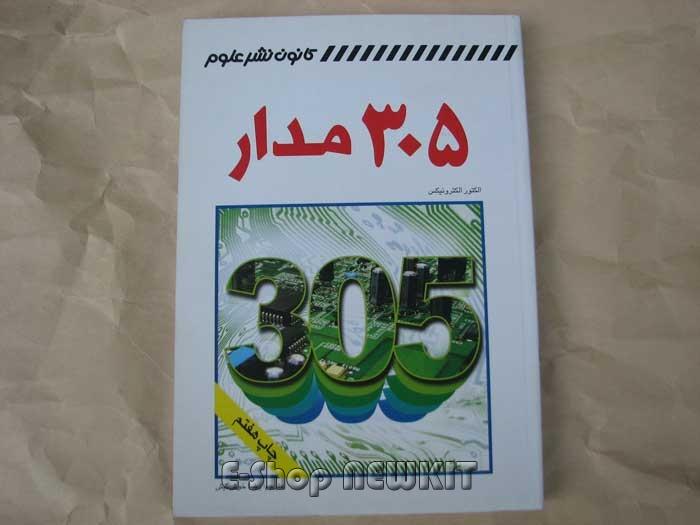 کانون نشر علوم
۳۰۵ مدار
الکتور الکترونیکس
305
چاپ هفتم
E-Shop NEWKIT